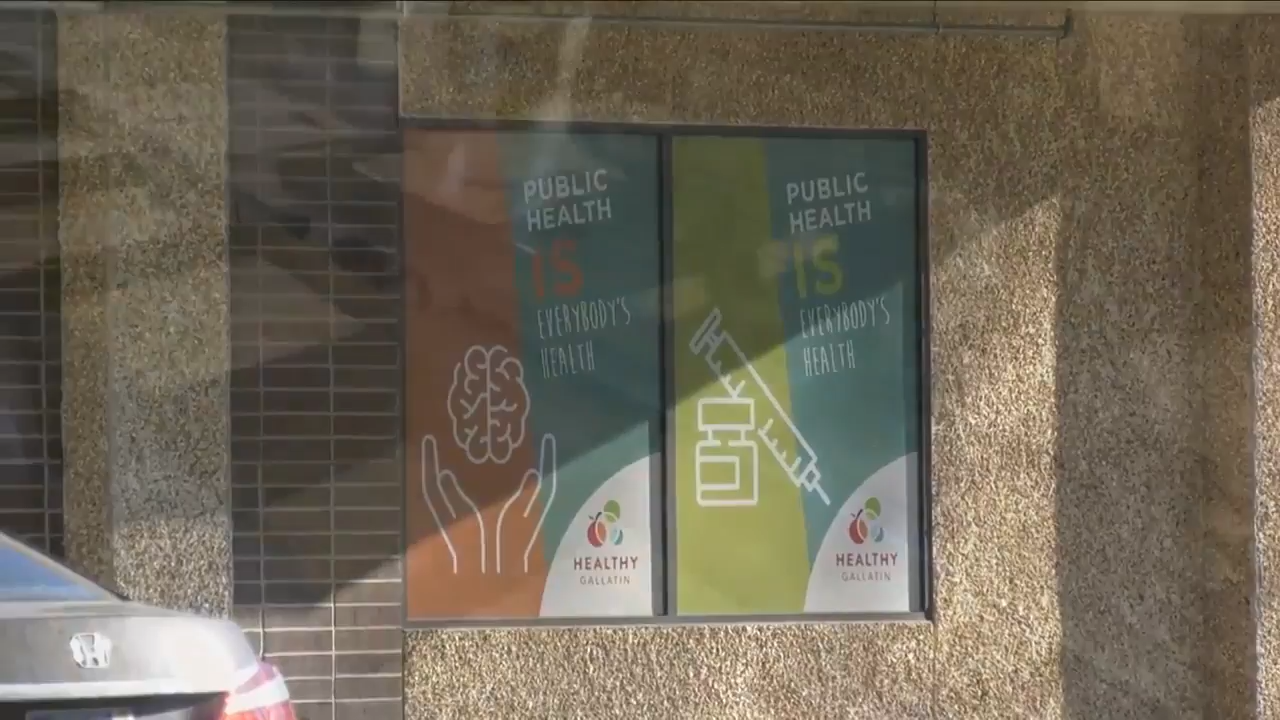 PUBLIC
HEALTH
IS
EVERYBODY'S
HEALTH
HEALTHY
GALLATIN
PUBLIC
HEALTH
IS
EVERYBODY'S
HEALTH
HEALTHY
GALLATIN